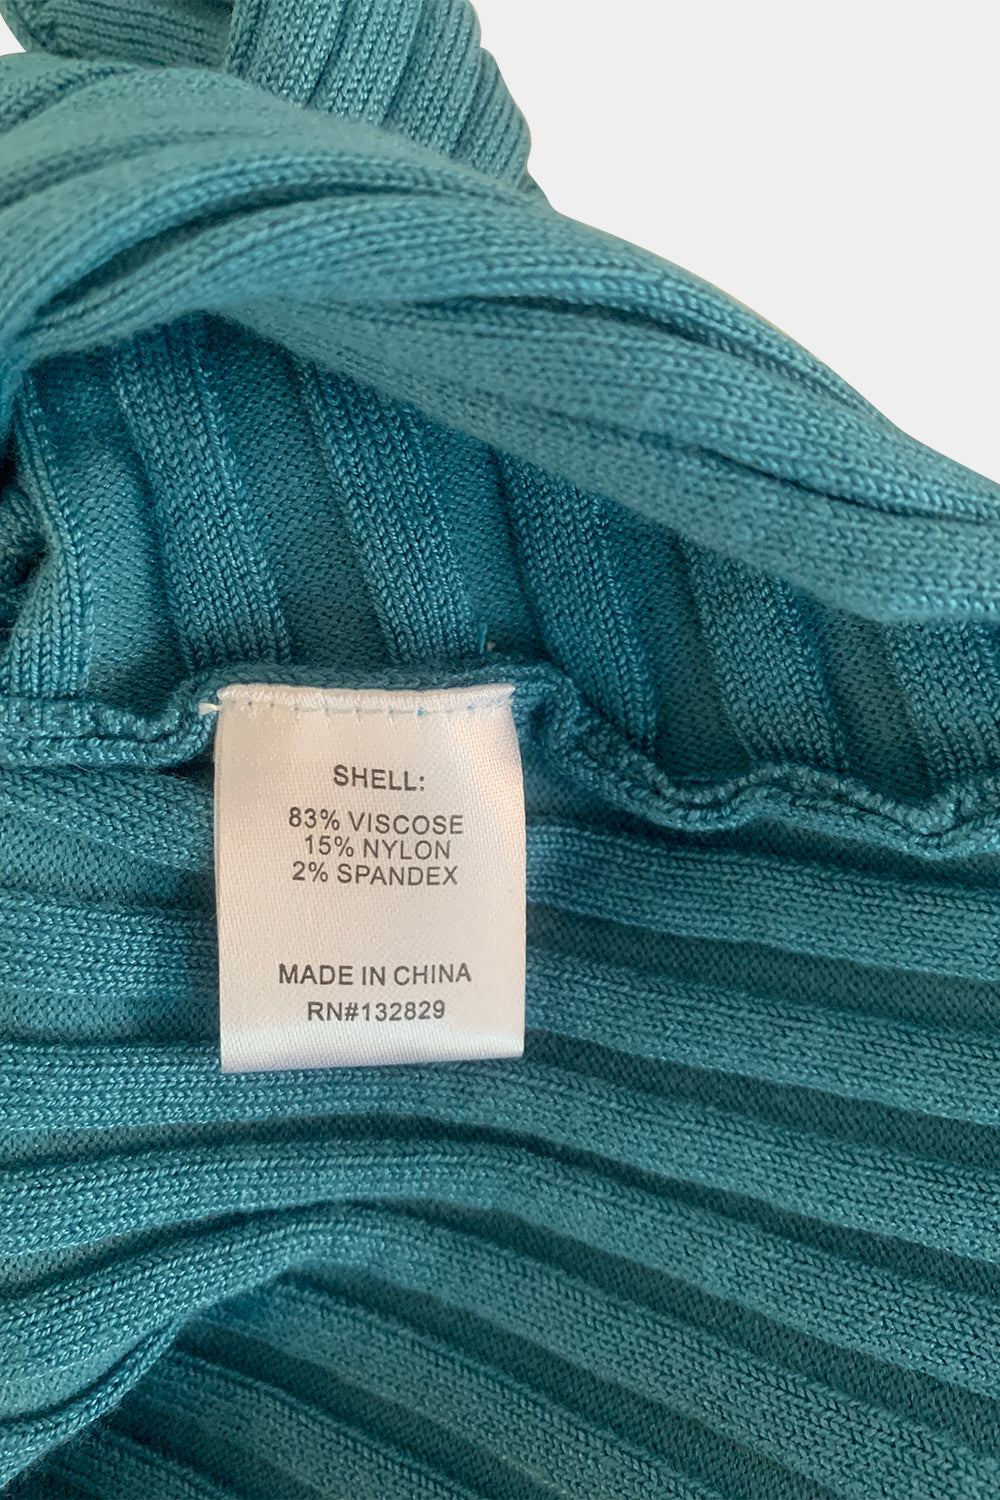 SHELL:
83% VISCOSE
15% NYLON
2% SPANDEX
MADE IN CHINA
RN#132829